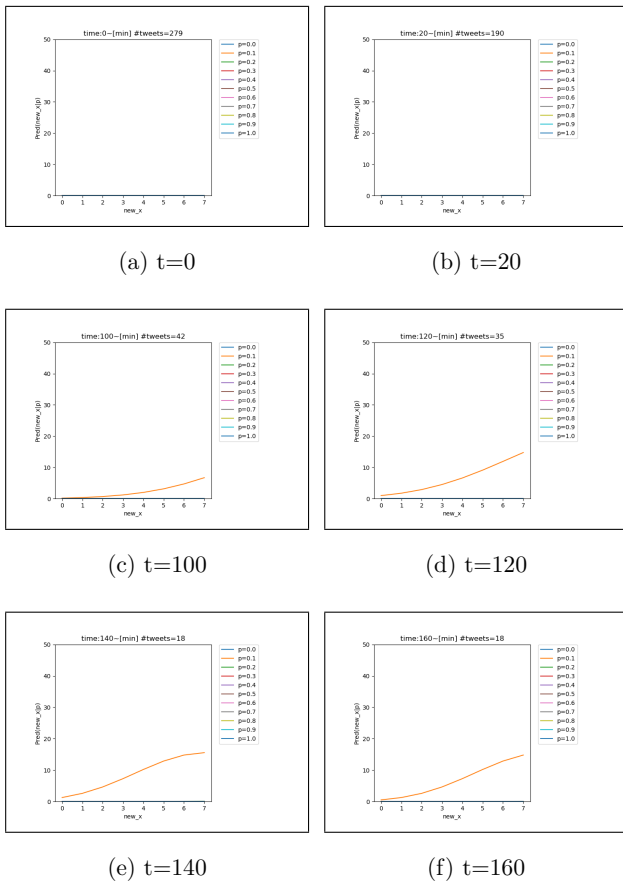 time:0~[min] #tweets=279
50
40
30
20
10
0
Pred(new_x|p)
0 1 2 3 4 5 6 7
new_x
p=0.0
p=0.1
p=0.2
p=0.3
p=0.4
p=0.5
p=0.6
p=0.7
p=0.8
p=0.9
p=1.0
(a) t=0
time:20~[min] #tweets=190
50
40
30
20
10
0
Pred(new_x|p)
0 1 2 3 4 5 6 7
new_x
p=0.0
p=0.1
p=0.2
p=0.3
p=0.4
p=0.5
p=0.6
p=0.7
p=0.8
p=0.9
p=1.0
(b) t=20
time:100~[min] #tweets=42
50
40
30
20
10
0
Pred(new_x|p)
0 1 2 3 4 5 6 7
new_x
p=0.0
p=0.1
p=0.2
p=0.3
p=0.4
p=0.5
p=0.6
p=0.7
p=0.8
p=0.9
p=1.0
(c) t=100
time:120~[min] #tweets=35
50
40
30
20
10
0
Pred(new_x|p)
0 1 2 3 4 5 6 7
new_x
p=0.0
p=0.1
p=0.2
p=0.3
p=0.4
p=0.5
p=0.6
p=0.7
p=0.8
p=0.9
p=1.0
(d) t=120
time:140~[min] #tweets=18
50
40
30
20
10
0
Pred(new_x|p)
0 1 2 3 4 5 6 7
new_x
p=0.0
p=0.1
p=0.2
p=0.3
p=0.4
p=0.5
p=0.6
p=0.7
p=0.8
p=0.9
p=1.0
(e) t=140
time:160~[min] #tweets=18
50
40
30
20
10
0
Pred(new_x|p)
0 1 2 3 4 5 6 7
new_x
p=0.0
p=0.1
p=0.2
p=0.3
p=0.4
p=0.5
p=0.6
p=0.7
p=0.8
p=0.9
p=1.0
(f) t=160